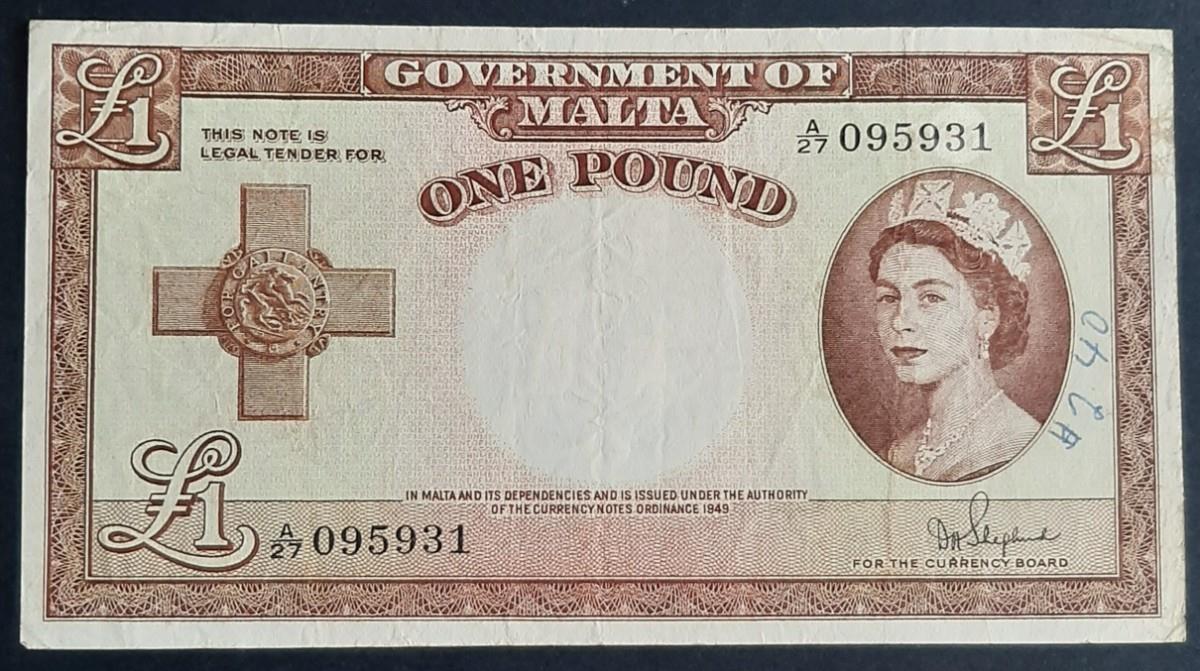 £1
GOVERNMENT OF
MALTA
£1
THIS NOTE IS
LEGAL TENDER FOR
A/27 095931
ONE POUND
FOR GALLANTRY
£1
A/27 095931
IN MALTA AND ITS DEPENDENCIES AND IS ISSUED UNDER THE AUTHORITY
OF THE CURRENCY NOTES ORDINANCE 1949
FOR THE CURRENCY BOARD